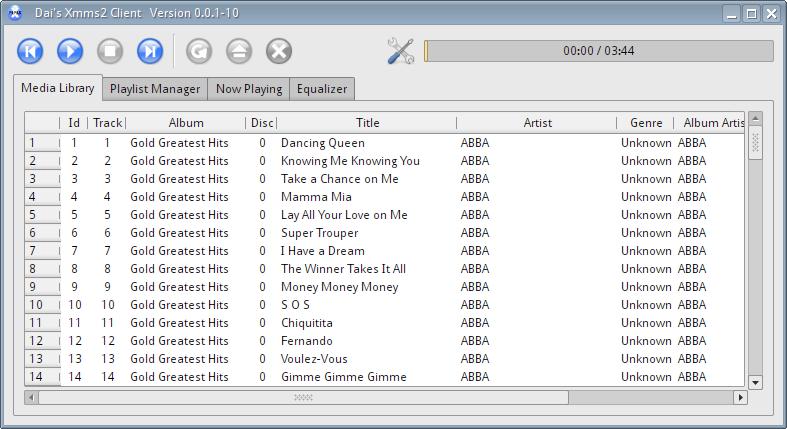 Dai's Xmms2 Client Version 0.0.1-10
00:00 / 03:44
Media Library Playlist Manager Now Playing Equalizer
Id Track Album Disc Title Artist Genre Album Artis
1 1 1 Gold Greatest Hits 0 Dancing Queen ABBA Unknown ABBA
2 2 2 Gold Greatest Hits 0 Knowing Me Knowing You ABBA Unknown ABBA
3 3 3 Gold Greatest Hits 0 Take a Chance on Me ABBA Unknown ABBA
4 4 4 Gold Greatest Hits 0 Mamma Mia ABBA Unknown ABBA
5 5 5 Gold Greatest Hits 0 Lay All Your Love on Me ABBA Unknown ABBA
6 6 6 Gold Greatest Hits 0 Super Trouper ABBA Unknown ABBA
7 7 7 Gold Greatest Hits 0 I Have a Dream ABBA Unknown ABBA
8 8 8 Gold Greatest Hits 0 The Winner Takes It All ABBA Unknown ABBA
9 9 9 Gold Greatest Hits 0 Money Money Money ABBA Unknown ABBA
10 10 10 Gold Greatest Hits 0 S O S ABBA Unknown ABBA
11 11 11 Gold Greatest Hits 0 Chiquitita ABBA Unknown ABBA
12 12 12 Gold Greatest Hits 0 Fernando ABBA Unknown ABBA
13 13 13 Gold Greatest Hits 0 Voulez-Vous ABBA Unknown ABBA
14 14 14 Gold Greatest Hits 0 Gimme Gimme Gimme ABBA Unknown ABBA